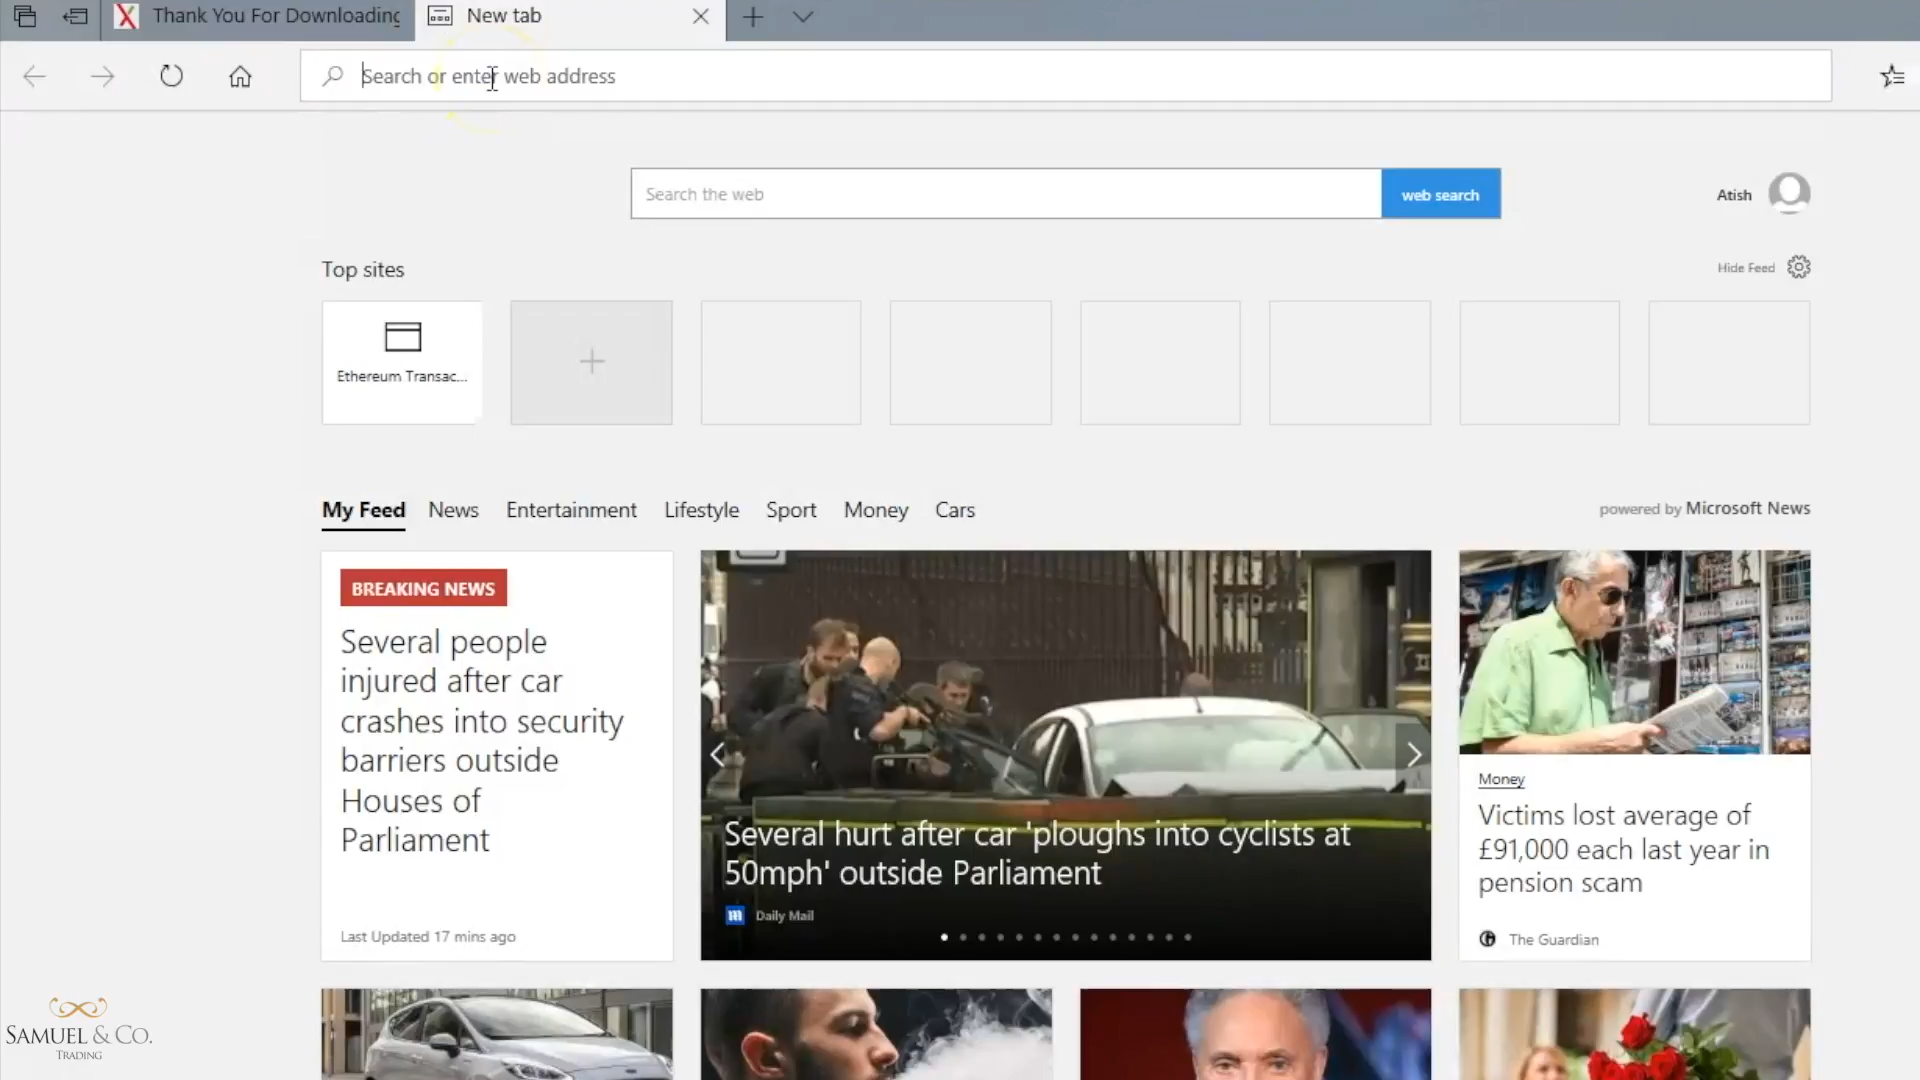 Thank You For Downloading
New tab
Search or enter web address
Search the web
web search
Atish
Top sites
Hide Feed
Ethereum Transac...
My Feed
News
Entertainment
Lifestyle
Sport
Money
Cars
powered by Microsoft News
BREAKING NEWS
Several people
injured after car
crashes into security
barriers outside
Houses of
Parliament
Last Updated 17 mins ago
Several hurt after car 'ploughs into cyclists at
50mph' outside Parliament
Daily Mail
Money
Victims lost average of
£91,000 each last year in
pension scam
The Guardian
SAMUEL & CO.
TRADING